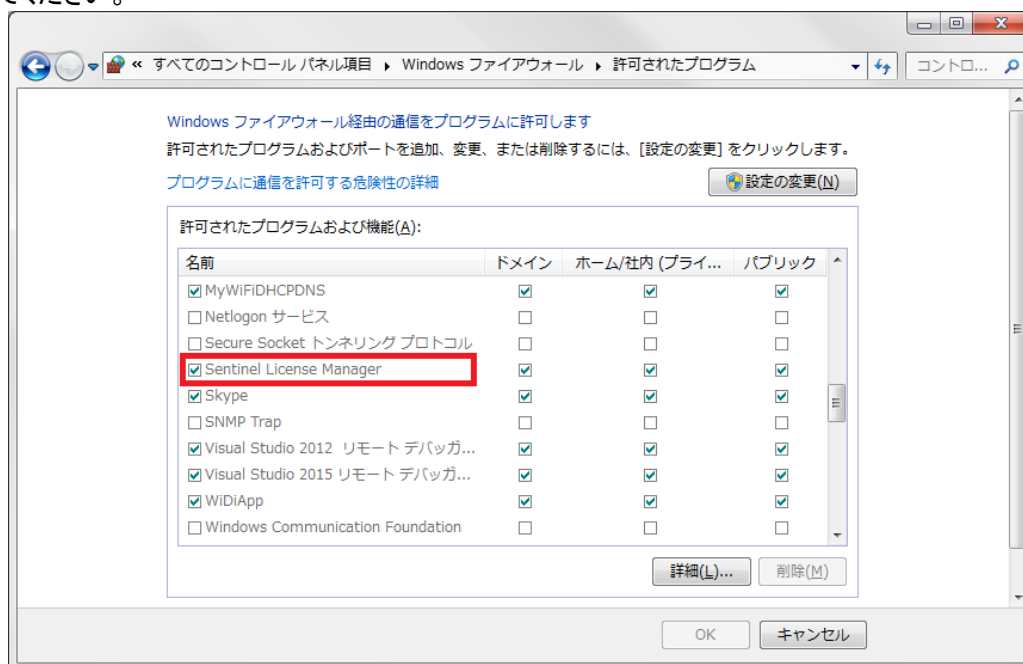 てください。
« すべてのコントロール パネル項目 ▸ Windows ファイアウォール ▸ 許可されたプログラム
コントロ...
Windows ファイアウォール経由の通信をプログラムに許可します
許可されたプログラムおよびポートを追加、変更、または削除するには、[設定の変更] をクリックします。
プログラムに通信を許可する危険性の詳細
設定の変更(N)
許可されたプログラムおよび機能(A):
名前 ドメイン ホーム/社内 (プライ... パブリック
MyWiFiDHCPDNS
Netlogon サービス
Secure Socket トンネリング プロトコル
Sentinel License Manager
Skype
SNMP Trap
Visual Studio 2012 リモート デバッガ...
Visual Studio 2015 リモート デバッガ...
WiDiApp
Windows Communication Foundation
詳細(L)... 削除(M)
OK キャンセル